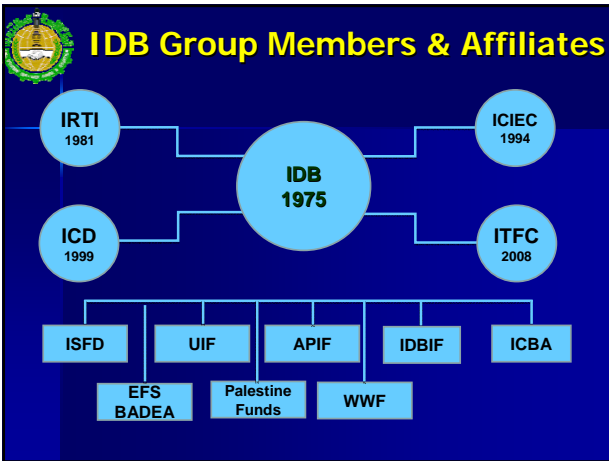 IDB Group Members & Affiliates
IRTI
1981
ICIEC
1994
IDB
1975
ICD
1999
ITFC
2008
ISFD
UIF
APIF
IDBIF
ICBA
EFS
BADEA
Palestine
Funds
WWF